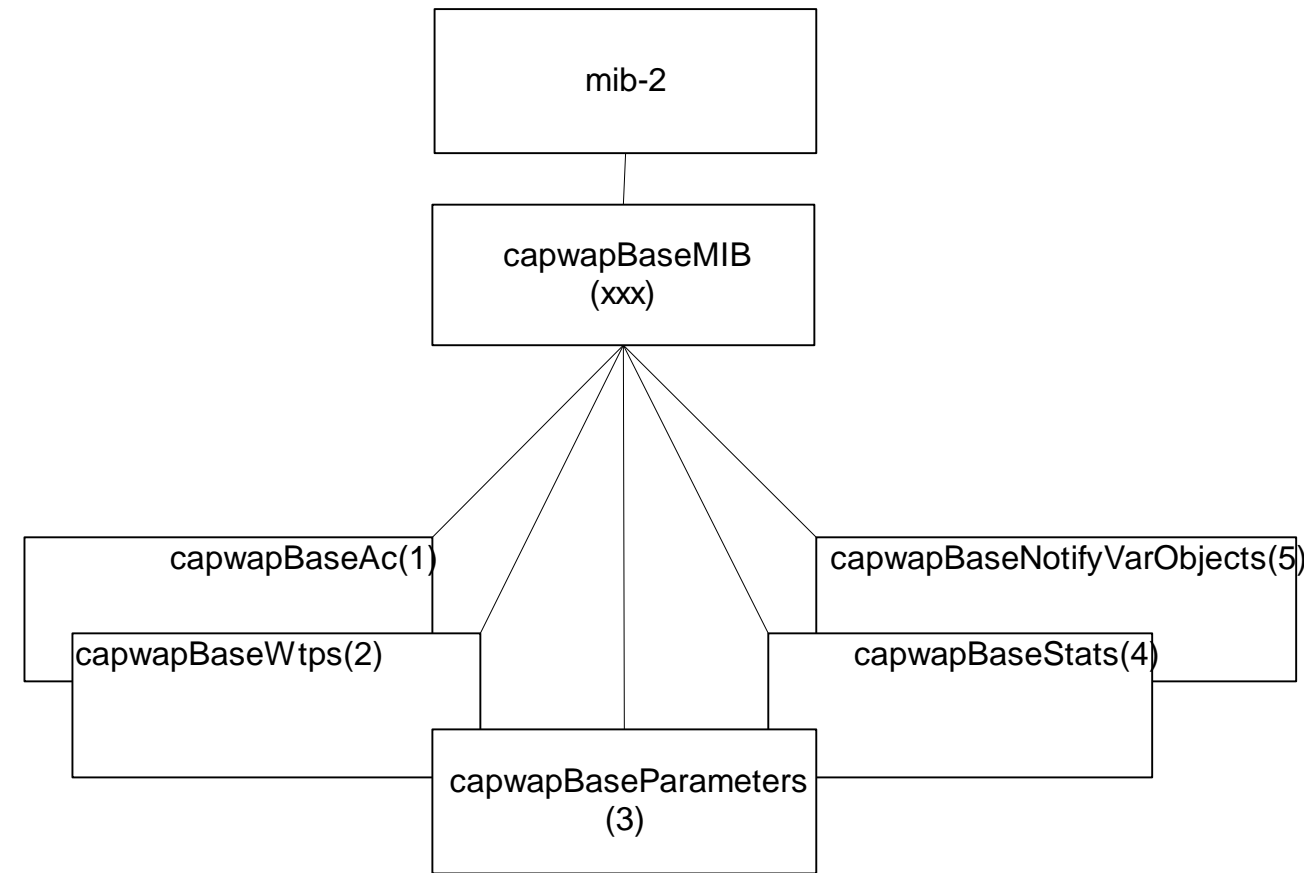 mib-2
capwapBaseMIB
(xxx)
capwapBaseAc(1)
capwapBaseNotifyVarObjects(5)
capwapBaseWtps(2)
capwapBaseStats(4)
capwapBaseParameters
(3)